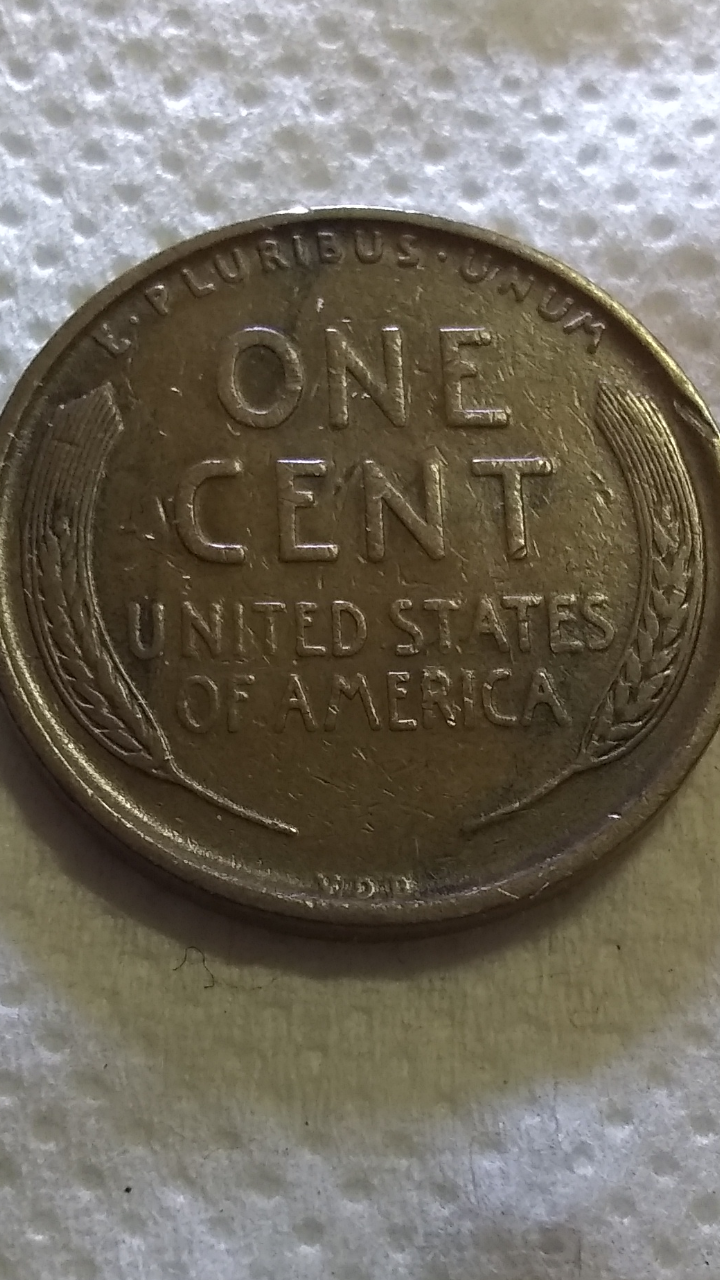 E·PLURIBUS·UNUM
ONE
CENT
UNITED STATES
OF AMERICA
V.D.B.